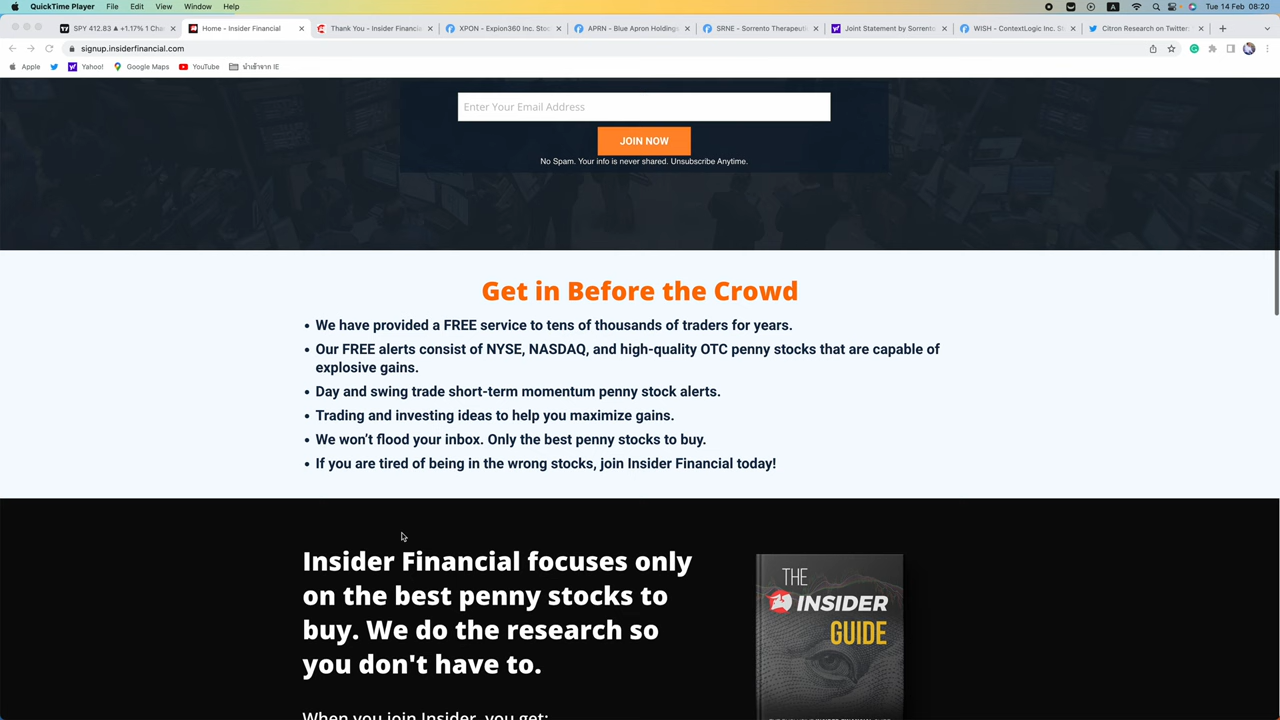 QuickTime Player File Edit View Window Help A Tue 14 Feb 08:20
SPY 412.83 ▲ +1.17% 1 Cha
Home - Insider Financial
Thank You – Insider Financia
XPON – Expion360 Inc. Stoc
APRN – Blue Apron Holdings
SRNE – Sorrento Therapeuti
Joint Statement by Sorrento
WISH – ContextLogic Inc. St
Citron Research on Twitter:
signup.insiderfinancial.com
Apple Yahoo! Google Maps YouTube นำเข้าจาก IE
Enter Your Email Address
JOIN NOW
No Spam. Your info is never shared. Unsubscribe Anytime.
Get in Before the Crowd
• We have provided a FREE service to tens of thousands of traders for years.
• Our FREE alerts consist of NYSE, NASDAQ, and high-quality OTC penny stocks that are capable of
explosive gains.
• Day and swing trade short-term momentum penny stock alerts.
• Trading and investing ideas to help you maximize gains.
• We won't flood your inbox. Only the best penny stocks to buy.
• If you are tired of being in the wrong stocks, join Insider Financial today!
Insider Financial focuses only
on the best penny stocks to
buy. We do the research so
you don't have to.
When you join Insider, you get:
THE
INSIDER
GUIDE